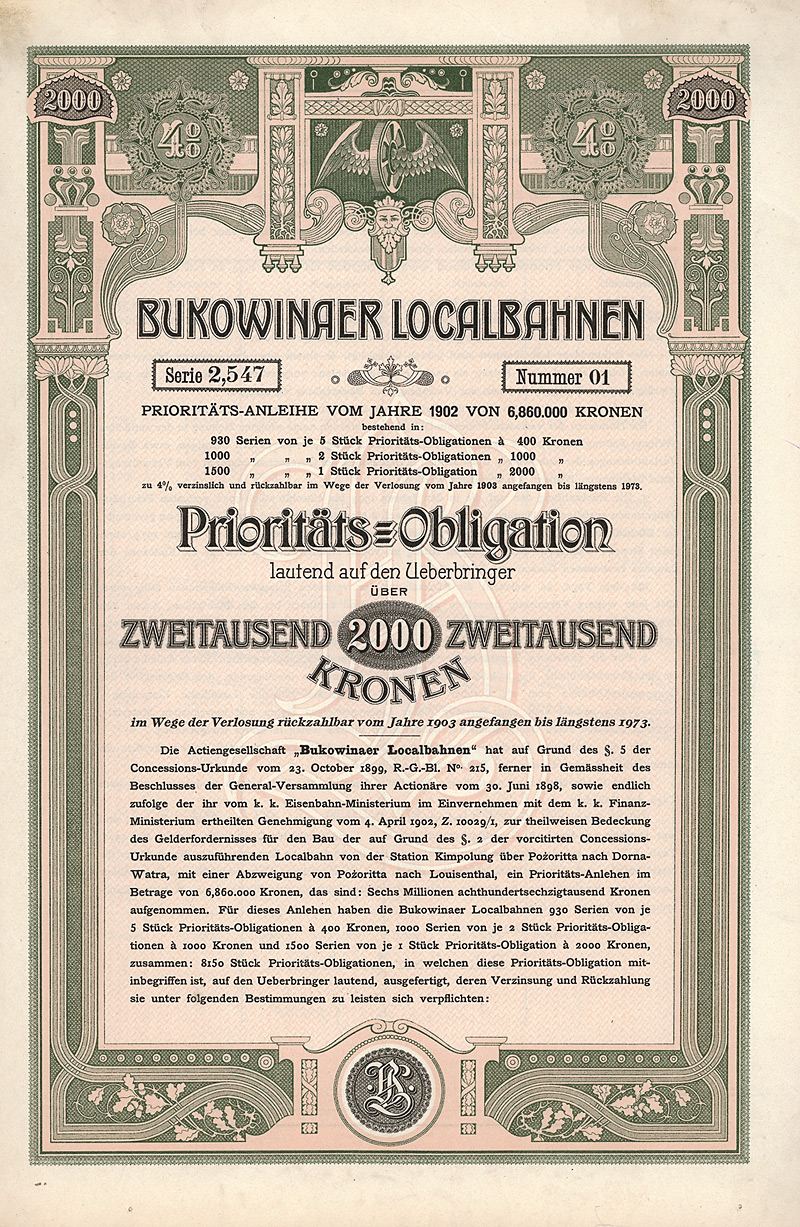 2000
2000
4%
4%
BUKOWINAER LOCALBAHNEN
Serie 2,547
Nummer 01
PRIORITÄTS-ANLEIHE VOM JAHRE 1902 VON 6,860.000 KRONEN
bestehend in:
930 Serien von je 5 Stück Prioritäts-Obligationen à 400 Kronen
1000 „ „ „ 2 Stück Prioritäts-Obligationen „ 1000 „
1500 „ „ „ 1 Stück Prioritäts-Obligation „ 2000 „
zu 4% verzinslich und rückzahlbar im Wege der Verlosung vom Jahre 1903 angefangen bis längstens 1973.
Prioritäts-Obligation
lautend auf den Ueberbringer
ÜBER
ZWEITAUSEND 2000 ZWEITAUSEND
KRONEN
im Wege der Verlosung rückzahlbar vom Jahre 1903 angefangen bis längstens 1973.
Die Actiengesellschaft „Bukowinaer Localbahnen“ hat auf Grund des §. 5 der
Concessions-Urkunde vom 23. October 1899, R.-G.-Bl. No. 215, ferner in Gemässheit des
Beschlusses der General-Versammlung ihrer Actionäre vom 30. Juni 1898, sowie endlich
zufolge der ihr vom k. k. Eisenbahn-Ministerium im Einvernehmen mit dem k. k. Finanz-
Ministerium ertheilten Genehmigung vom 4. April 1902, Z. 10029/1, zur theilweisen Bedeckung
des Gelderfordernisses für den Bau der auf Grund des §. 2 der vorcitirten Concessions-
Urkunde auszuführenden Localbahn von der Station Kimpolung über Pożoritta nach Dorna-
Watra, mit einer Abzweigung von Pożoritta nach Louisenthal, ein Prioritäts-Anlehen im
Betrage von 6,860.000 Kronen, das sind: Sechs Millionen achthundertsechzigtausend Kronen
aufgenommen. Für dieses Anlehen haben die Bukowinaer Localbahnen 930 Serien von je
5 Stück Prioritäts-Obligationen à 400 Kronen, 1000 Serien von je 2 Stück Prioritäts-Obliga-
tionen à 1000 Kronen und 1500 Serien von je 1 Stück Prioritäts-Obligation à 2000 Kronen,
zusammen: 8150 Stück Prioritäts-Obligationen, in welchen diese Prioritäts-Obligation mit-
inbegriffen ist, auf den Ueberbringer lautend, ausgefertigt, deren Verzinsung und Rückzahlung
sie unter folgenden Bestimmungen zu leisten sich verpflichten:
BL